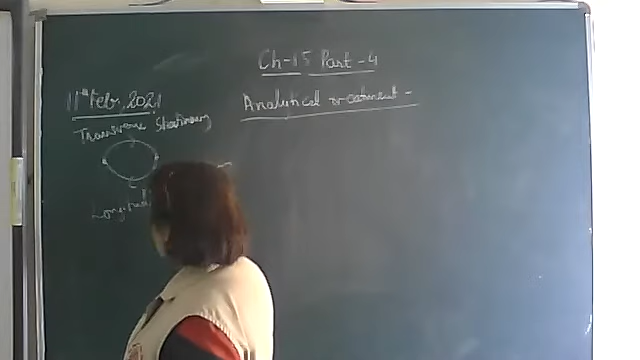 Ch-15 Part-4
11th Feb, 2021
Analytical treatment -
Transverse Stationary